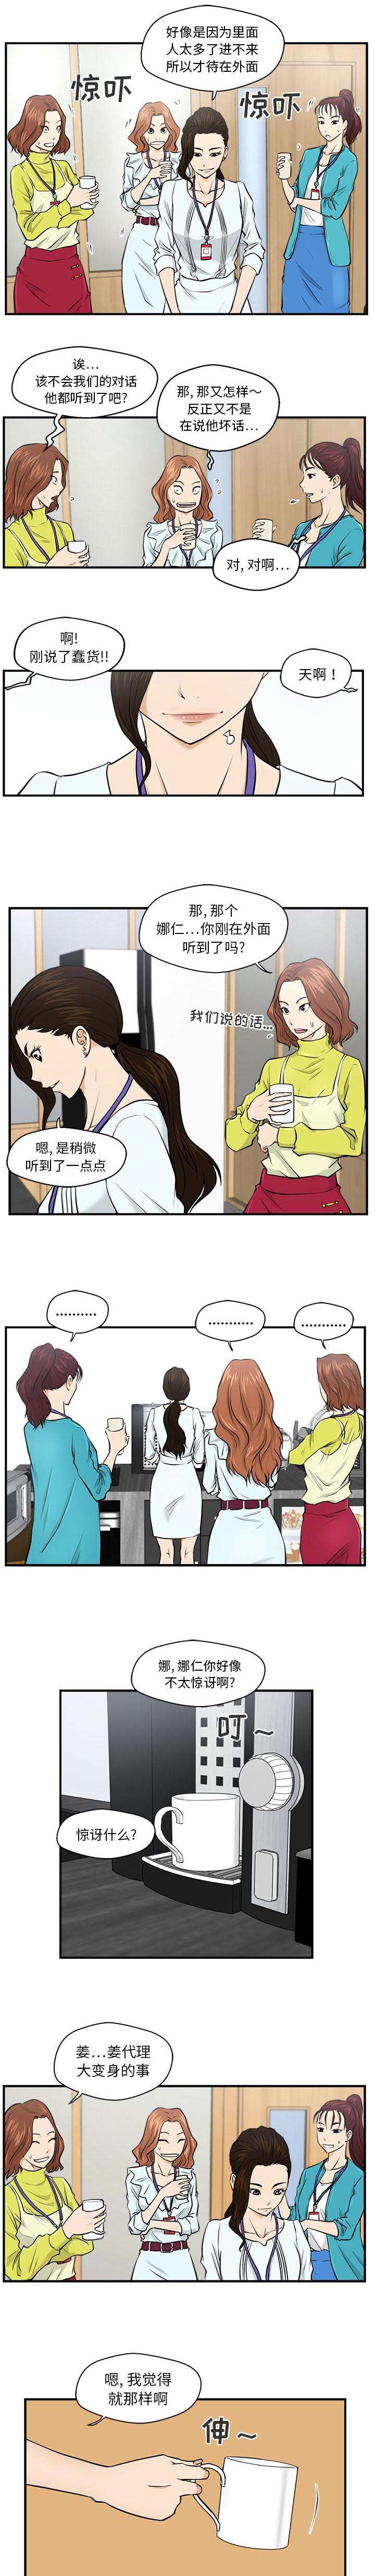 好像是因为里面
人太多了进不来
所以才待在外面
惊吓
惊吓
诶...
该不会我们的对话
他都听到了吧?
那, 那又怎样～
反正又不是
在说他坏话...
对, 对啊...
啊!
刚说了蠢货!!
天啊！
那, 那个
娜仁...你刚在外面
听到了吗?
我们说的话...
嗯, 是稍微
听到了一点点
..........
...........
...........
娜, 娜仁你好像
不太惊讶啊?
叮～
惊讶什么?
姜...姜代理
大变身的事
嗯, 我觉得
就那样啊
伸～